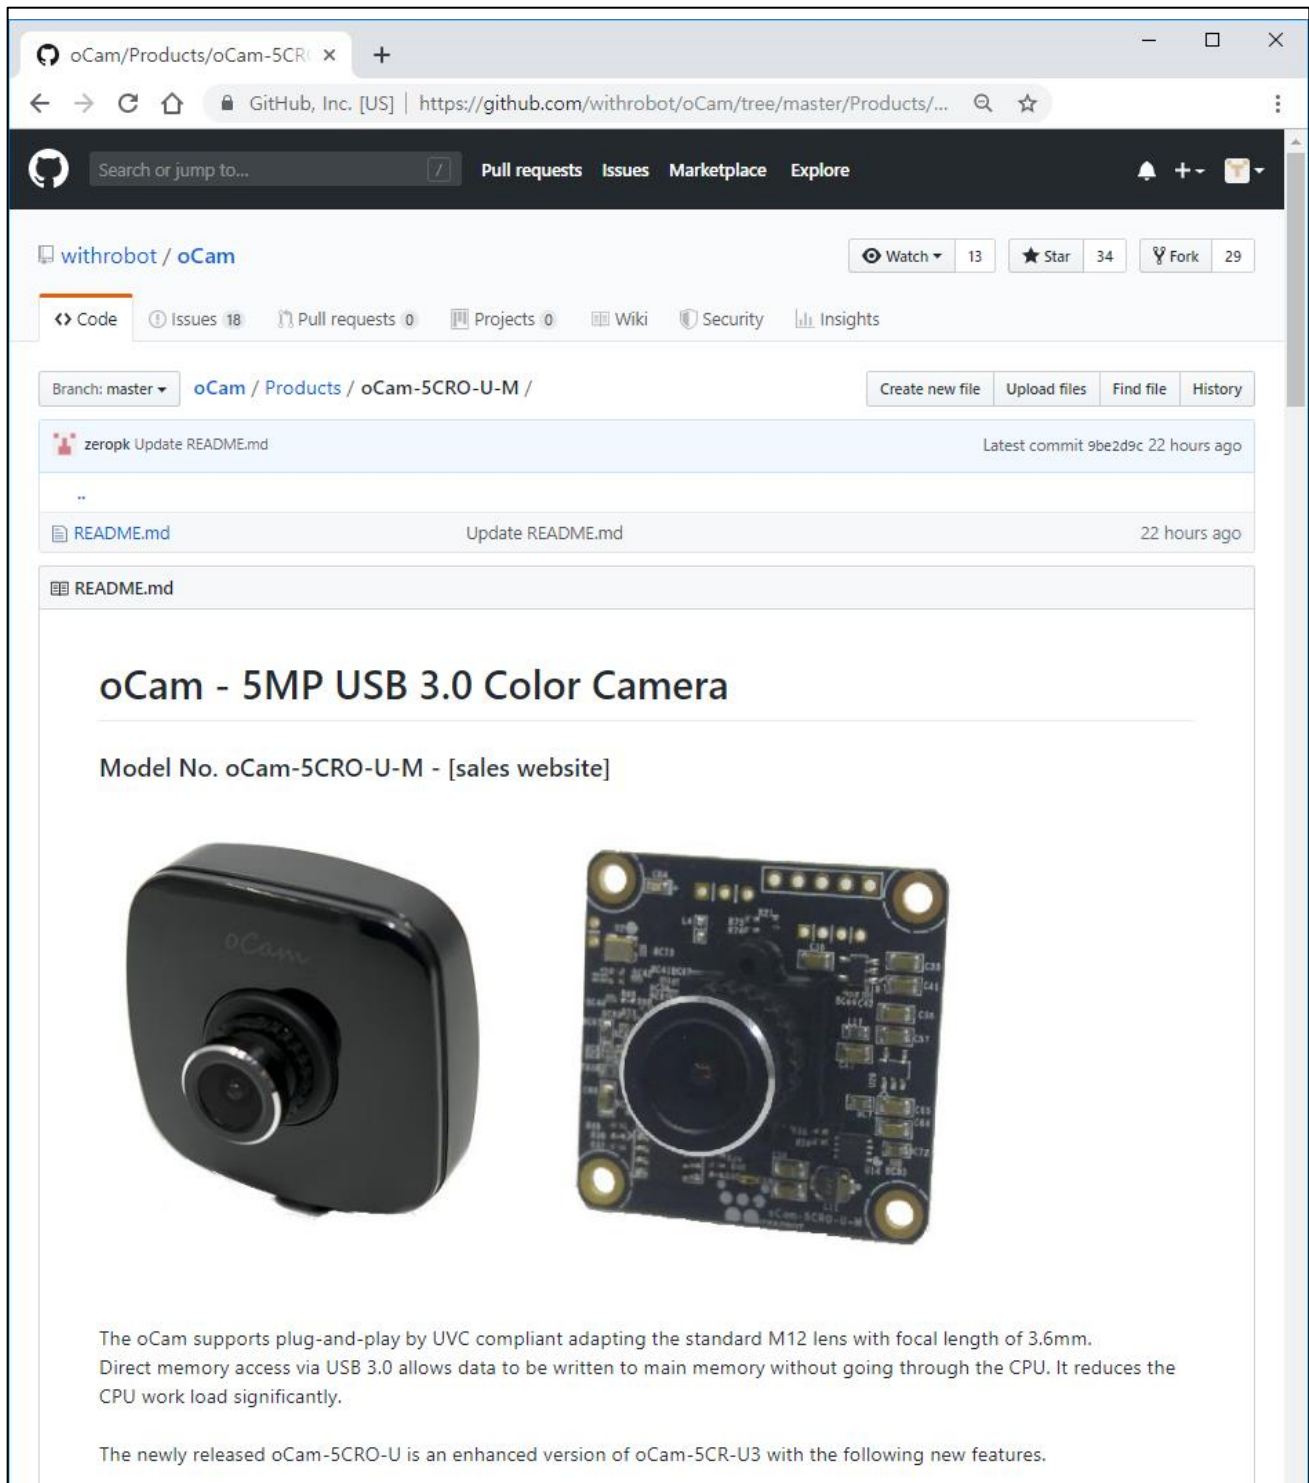 oCam/Products/oCam-5CR
GitHub, Inc. [US] | https://github.com/withrobot/oCam/tree/master/Products/...
Search or jump to... / Pull requests Issues Marketplace Explore
withrobot / oCam Watch 13 Star 34 Fork 29
Code Issues 18 Pull requests 0 Projects 0 Wiki Security Insights
Branch: master oCam / Products / oCam-5CRO-U-M / Create new file Upload files Find file History
zeropk Update README.md Latest commit 9be2d9c 22 hours ago
..
README.md Update README.md 22 hours ago
README.md
oCam - 5MP USB 3.0 Color Camera
Model No. oCam-5CRO-U-M - [sales website]
oCam
oCam-5CRO-U-M
The oCam supports plug-and-play by UVC compliant adapting the standard M12 lens with focal length of 3.6mm.
Direct memory access via USB 3.0 allows data to be written to main memory without going through the CPU. It reduces the
CPU work load significantly.
The newly released oCam-5CRO-U is an enhanced version of oCam-5CR-U3 with the following new features.